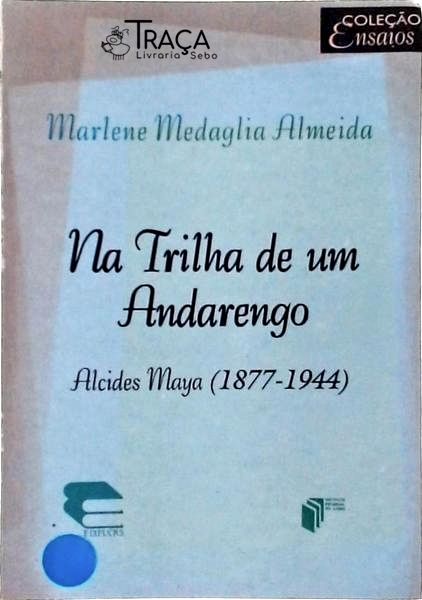 TRAÇA
Livraria Sebo
COLEÇÃO
Ensaios
Marlene Medaglia Almeida
Na Trilha de um
Andarengo
Alcides Maya (1877-1944)
EDIPUCRS